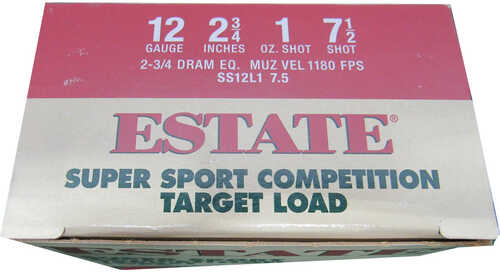 12 2 3/4 1 7 1/2
GAUGE INCHES OZ. SHOT SHOT
2-3/4 DRAM EQ. MUZ VEL 1180 FPS
SS12L1 7.5
ESTATE®
SUPER SPORT COMPETITION
TARGET LOAD
ESTATE